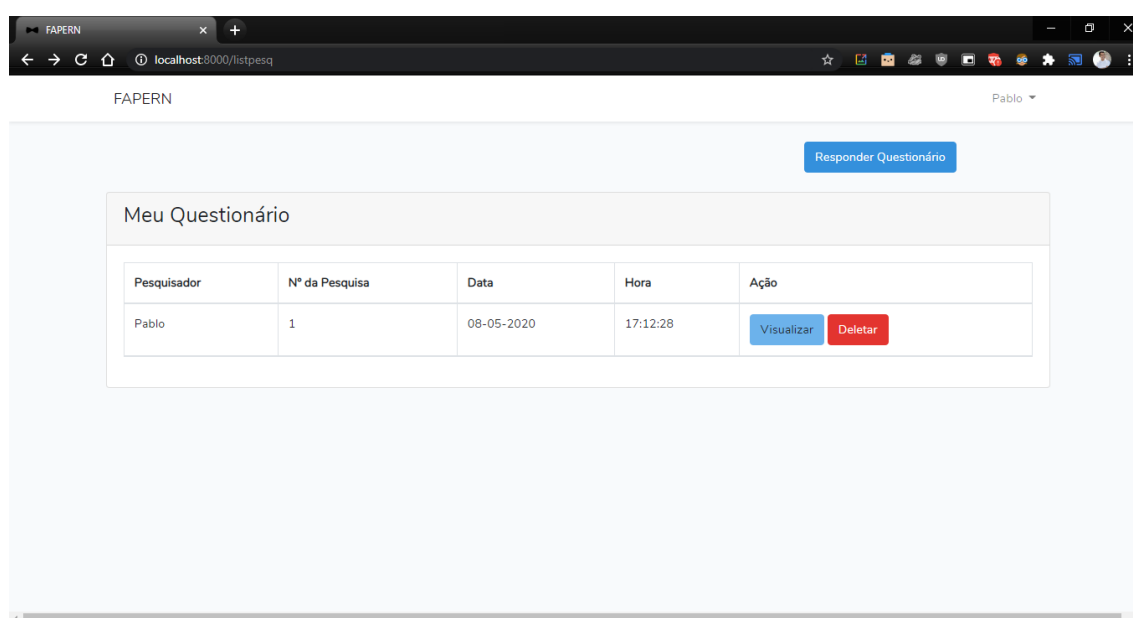 FAPERN
localhost:8000/listpesq
FAPERN
Pablo
Responder Questionário
Meu Questionário
Pesquisador Nº da Pesquisa Data Hora Ação
Pablo 1 08-05-2020 17:12:28 Visualizar Deletar